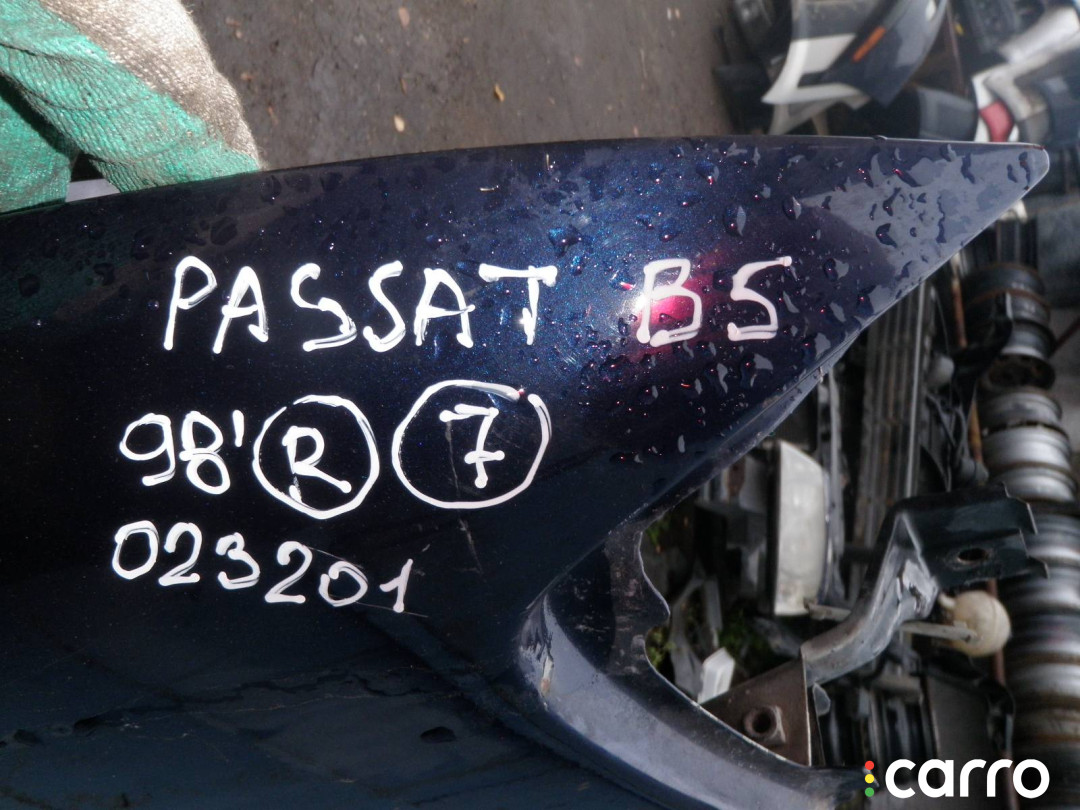 PASSAT B5
98' R 7
023201
carro